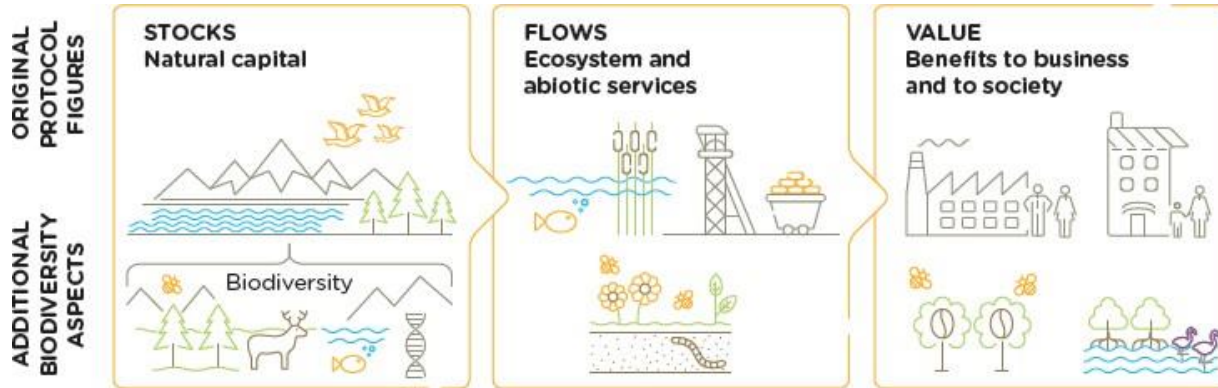 ORIGINAL
PROTOCOL
FIGURES
STOCKS
Natural capital
FLOWS
Ecosystem and
abiotic services
VALUE
Benefits to business
and to society
ADDITIONAL
BIODIVERSITY
ASPECTS
Biodiversity